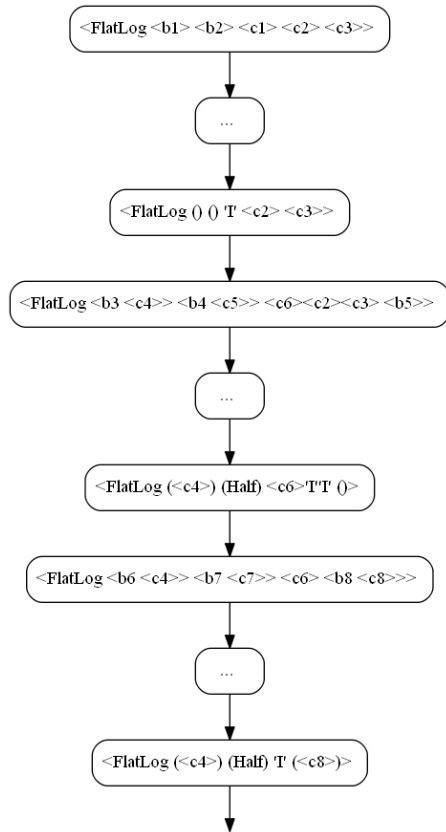 <FlatLog <b1> <b2> <c1> <c2> <c3>>
...
<FlatLog () () 'I' <c2> <c3>>
<FlatLog <b3 <c4>> <b4 <c5>> <c6><c2><c3> <b5>>
...
<FlatLog (<c4>) (Half) <c6>'I''I' ()>
<FlatLog <b6 <c4>> <b7 <c7>> <c6> <b8 <c8>>>
...
<FlatLog (<c4>) (Half) 'I' (<c8>)>